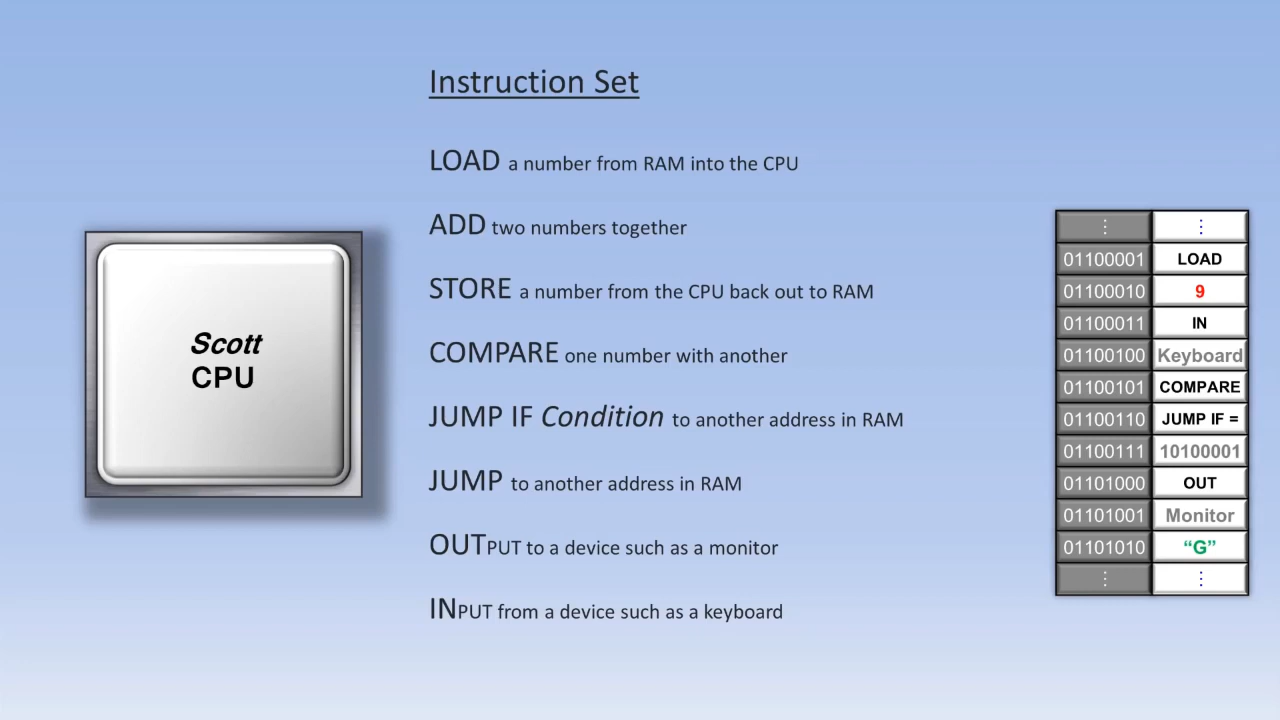 Instruction Set
LOAD a number from RAM into the CPU
ADD two numbers together
STORE a number from the CPU back out to RAM
COMPARE one number with another
JUMP IF Condition to another address in RAM
JUMP to another address in RAM
OUTPUT to a device such as a monitor
INPUT from a device such as a keyboard
Scott
CPU
⋮ ⋮
01100001 LOAD
01100010 9
01100011 IN
01100100 Keyboard
01100101 COMPARE
01100110 JUMP IF =
01100111 10100001
01101000 OUT
01101001 Monitor
01101010 “G”
⋮ ⋮